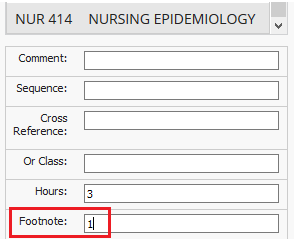 NUR 414 NURSING EPIDEMIOLOGY
Comment:
Sequence:
Cross
Reference:
Or Class:
Hours: 3
Footnote: 1